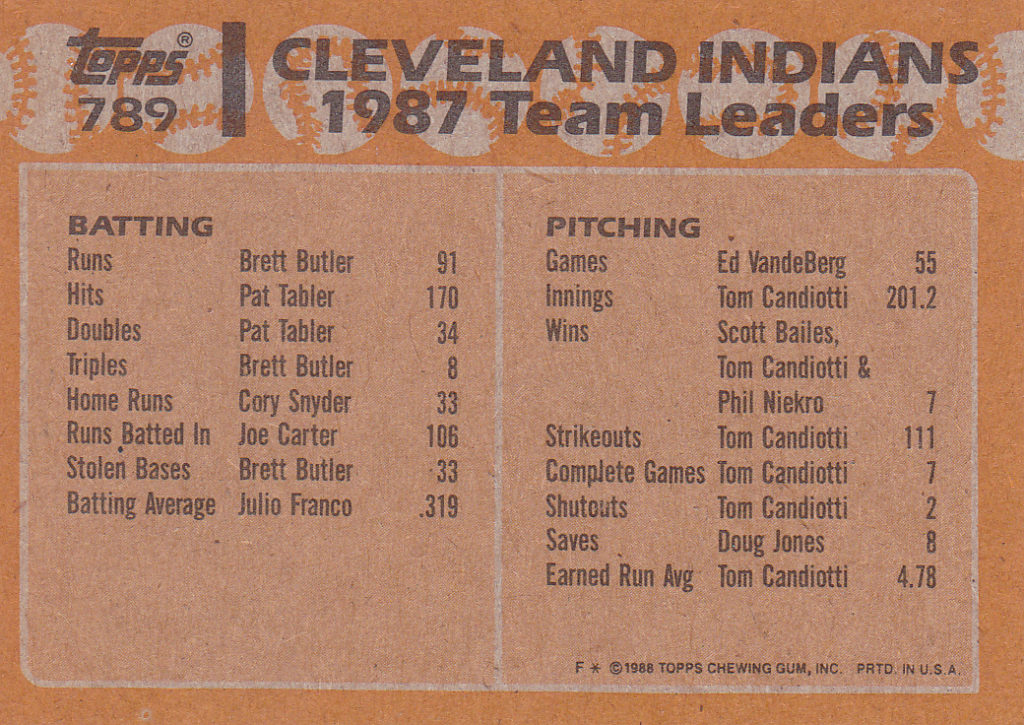 Topps®
789
CLEVELAND INDIANS
1987 Team Leaders
BATTING
Runs Brett Butler 91
Hits Pat Tabler 170
Doubles Pat Tabler 34
Triples Brett Butler 8
Home Runs Cory Snyder 33
Runs Batted In Joe Carter 106
Stolen Bases Brett Butler 33
Batting Average Julio Franco .319
PITCHING
Games Ed VandeBerg 55
Innings Tom Candiotti 201.2
Wins Scott Bailes,
Tom Candiotti &
Phil Niekro 7
Strikeouts Tom Candiotti 111
Complete Games Tom Candiotti 7
Shutouts Tom Candiotti 2
Saves Doug Jones 8
Earned Run Avg Tom Candiotti 4.78
F * ©1988 TOPPS CHEWING GUM, INC. PRTD. IN U.S.A.